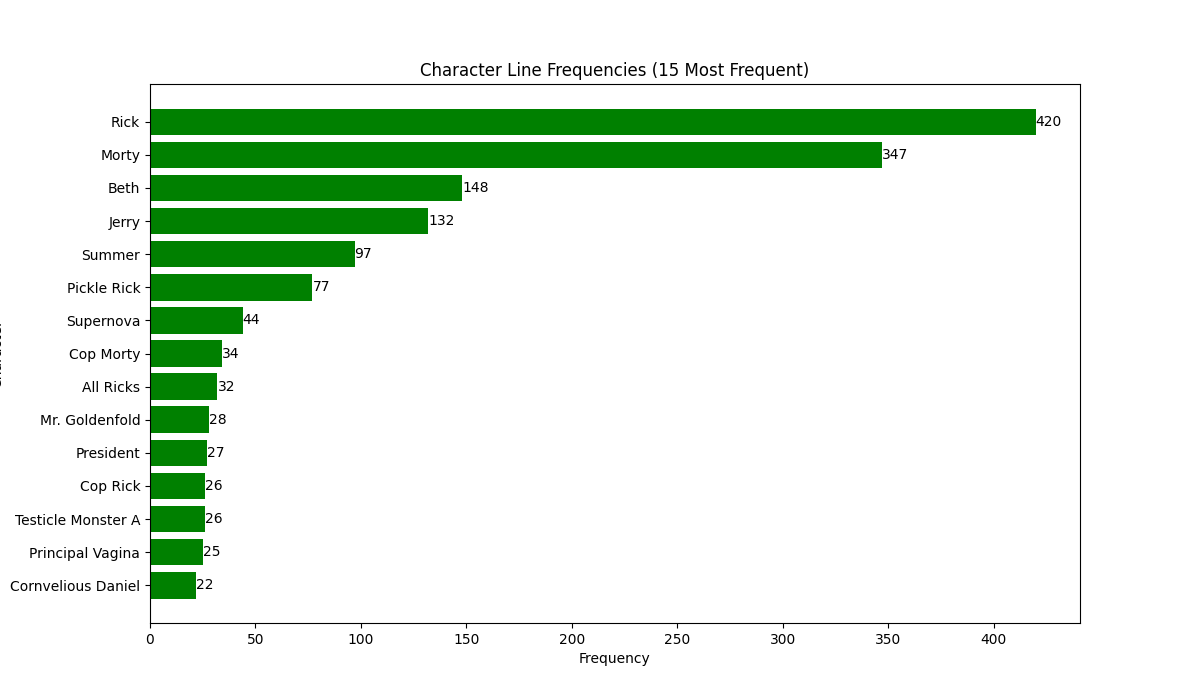 Character Line Frequencies (15 Most Frequent)
Rick 420
Morty 347
Beth 148
Jerry 132
Summer 97
Pickle Rick 77
Supernova 44
Cop Morty 34
All Ricks 32
Mr. Goldenfold 28
President 27
Cop Rick 26
Testicle Monster A 26
Principal Vagina 25
Cornvelious Daniel 22
0 50 100 150 200 250 300 350 400
Frequency